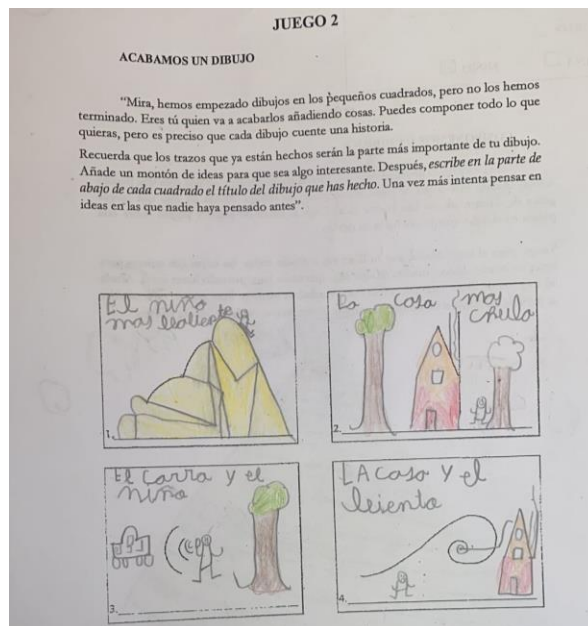 JUEGO 2
ACABAMOS UN DIBUJO
“Mira, hemos empezado dibujos en los pequeños cuadrados, pero no los hemos
terminado. Eres tú quien va a acabarlos añadiendo cosas. Puedes componer todo lo que
quieras, pero es preciso que cada dibujo cuente una historia.
Recuerda que los trazos que ya están hechos serán la parte más importante de tu dibujo.
Añade un montón de ideas para que sea algo interesante. Después, escribe en la parte de
abajo de cada cuadrado el título del dibujo que has hecho. Una vez más intenta pensar en
ideas en las que nadie haya pensado antes”.
El niño
mas
1.
La casa mas
chula
2.
El carro y el
niño
3.
LA casa y el
4.